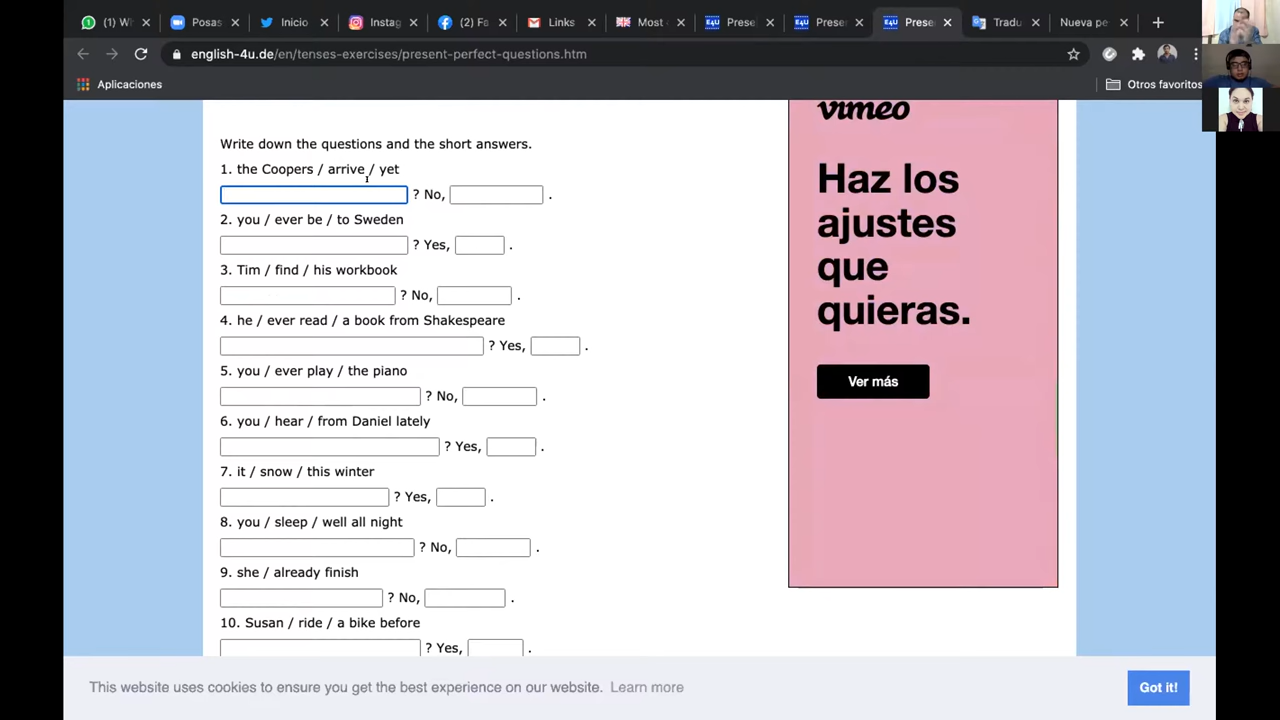 (1) W
Posas
Inicio
Instag
(2) Fa
Links
Most
Prese
Prese
Prese
Tradu
Nueva pe
english-4u.de/en/tenses-exercises/present-perfect-questions.htm
Aplicaciones
Otros favoritos
vimeo
Haz los
ajustes
que
quieras.
Ver más
Write down the questions and the short answers.
1. the Coopers / arrive / yet
? No, .
2. you / ever be / to Sweden
? Yes, .
3. Tim / find / his workbook
? No, .
4. he / ever read / a book from Shakespeare
? Yes, .
5. you / ever play / the piano
? No, .
6. you / hear / from Daniel lately
? Yes, .
7. it / snow / this winter
? Yes, .
8. you / sleep / well all night
? No, .
9. she / already finish
? No, .
10. Susan / ride / a bike before
? Yes, .
This website uses cookies to ensure you get the best experience on our website. Learn more
Got it!